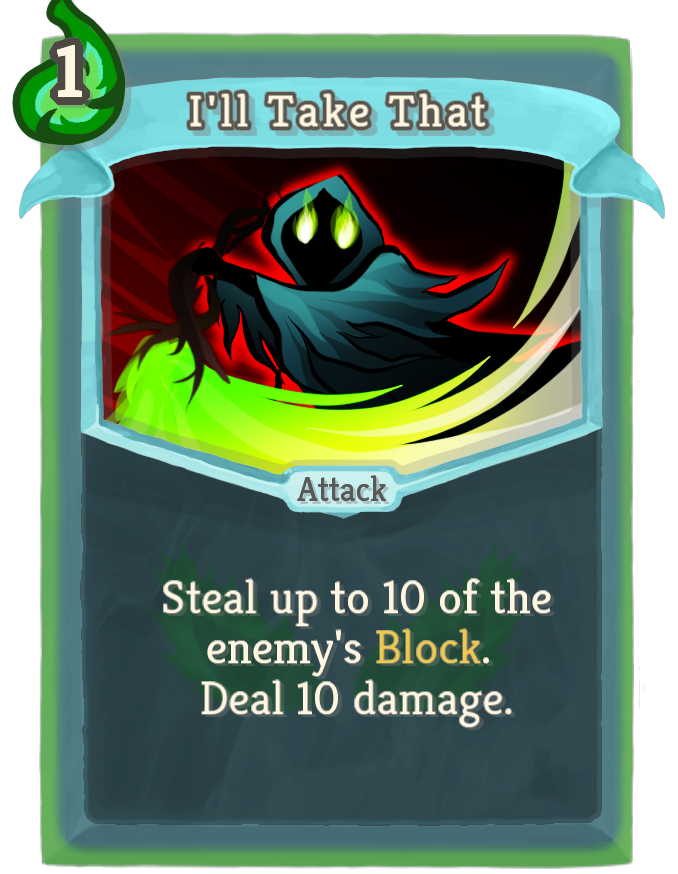 1
I'll Take That
Attack
Steal up to 10 of the
enemy's Block.
Deal 10 damage.